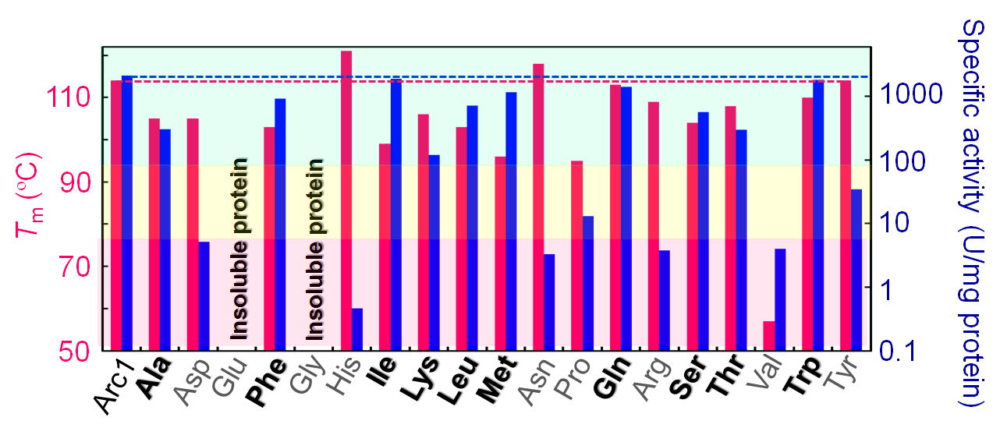 110
90
70
50
Tm (ºC)
1000
100
10
1
0.1
Specific activity (U/mg protein)
Insoluble protein
Insoluble protein
Arc1
Ala
Asp
Glu
Phe
Gly
His
Ile
Lys
Leu
Met
Asn
Pro
Gln
Arg
Ser
Thr
Val
Trp
Tyr